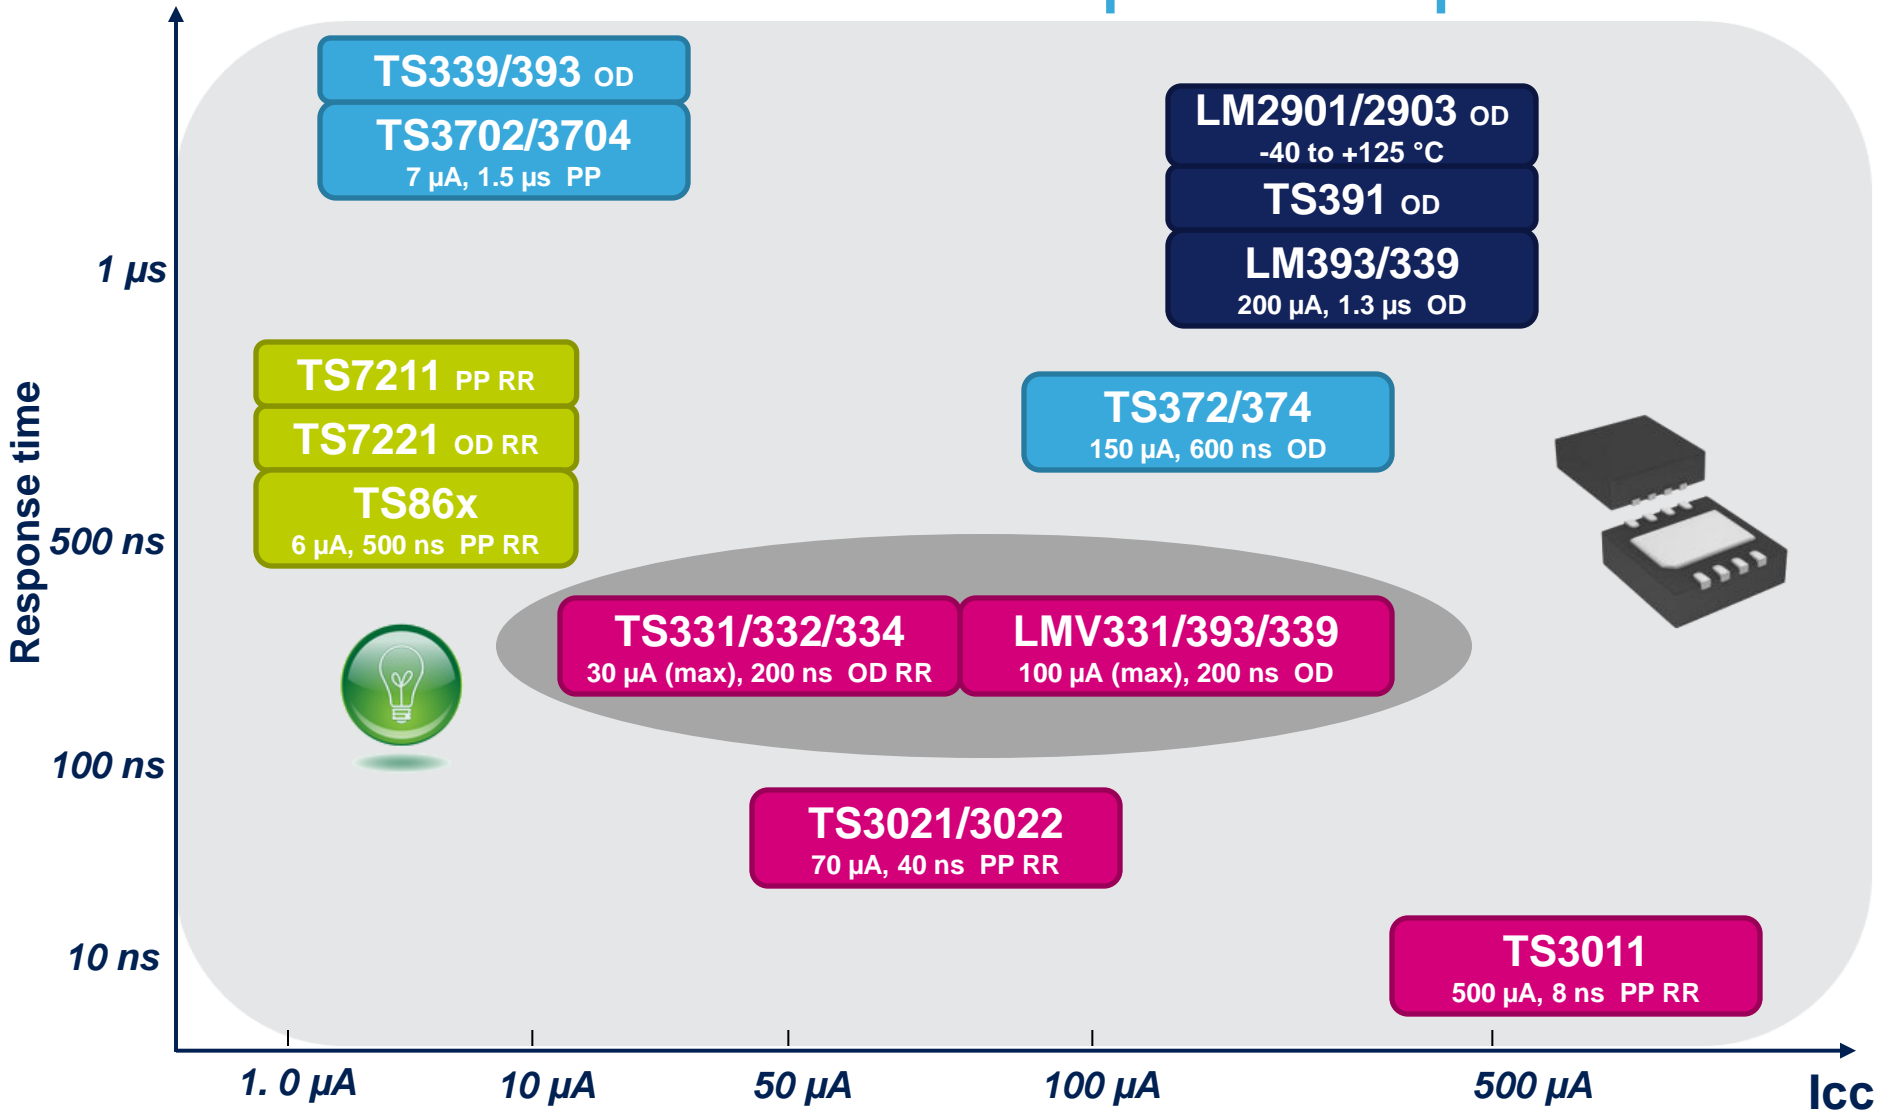 TS339/393 OD
TS3702/3704
7 µA, 1.5 µs PP
LM2901/2903 OD
-40 to +125 °C
TS391 OD
LM393/339
200 µA, 1.3 µs OD
1 µs
TS7211 PP RR
TS7221 OD RR
TS86x
6 µA, 500 ns PP RR
TS372/374
150 µA, 600 ns OD
Response time
500 ns
TS331/332/334
30 µA (max), 200 ns OD RR
LMV331/393/339
100 µA (max), 200 ns OD
100 ns
TS3021/3022
70 µA, 40 ns PP RR
10 ns
TS3011
500 µA, 8 ns PP RR
1. 0 µA
10 µA
50 µA
100 µA
500 µA
Icc